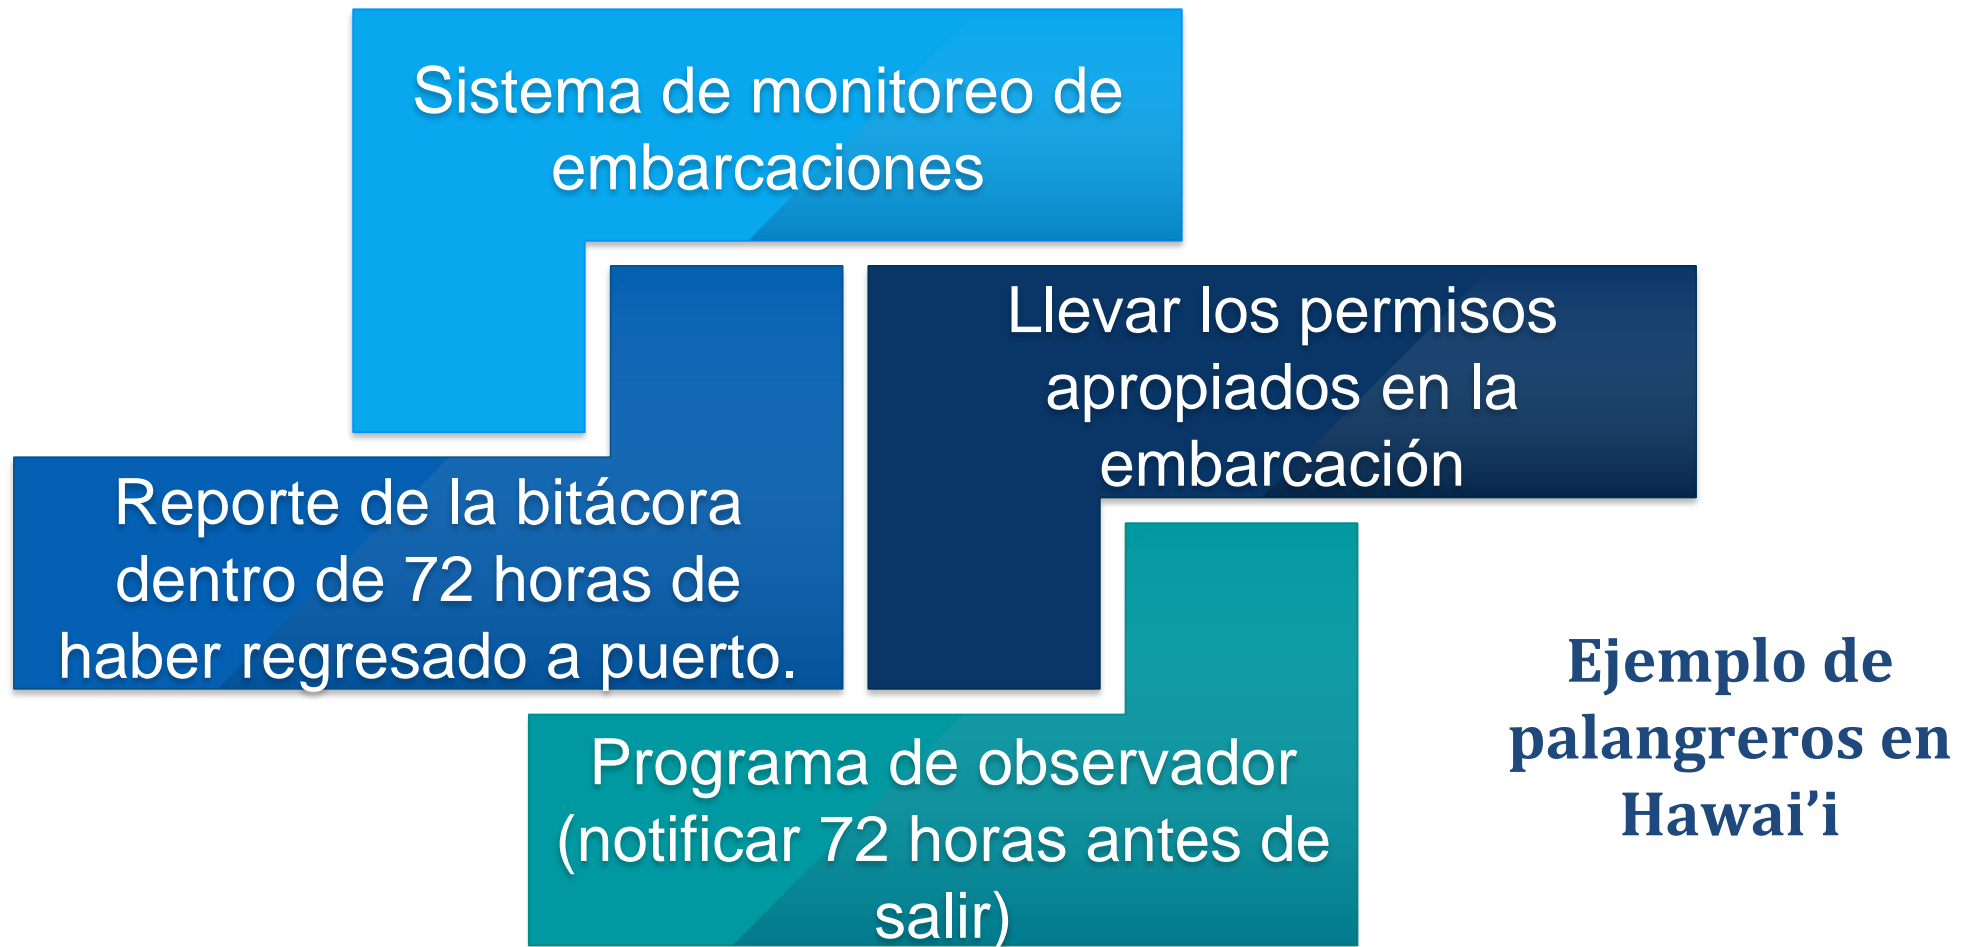 Sistema de monitoreo de
embarcaciones
Llevar los permisos
apropiados en la
embarcación
Reporte de la bitácora
dentro de 72 horas de
haber regresado a puerto.
Programa de observador
(notificar 72 horas antes de
salir)
Ejemplo de
palangreros en
Hawai’i